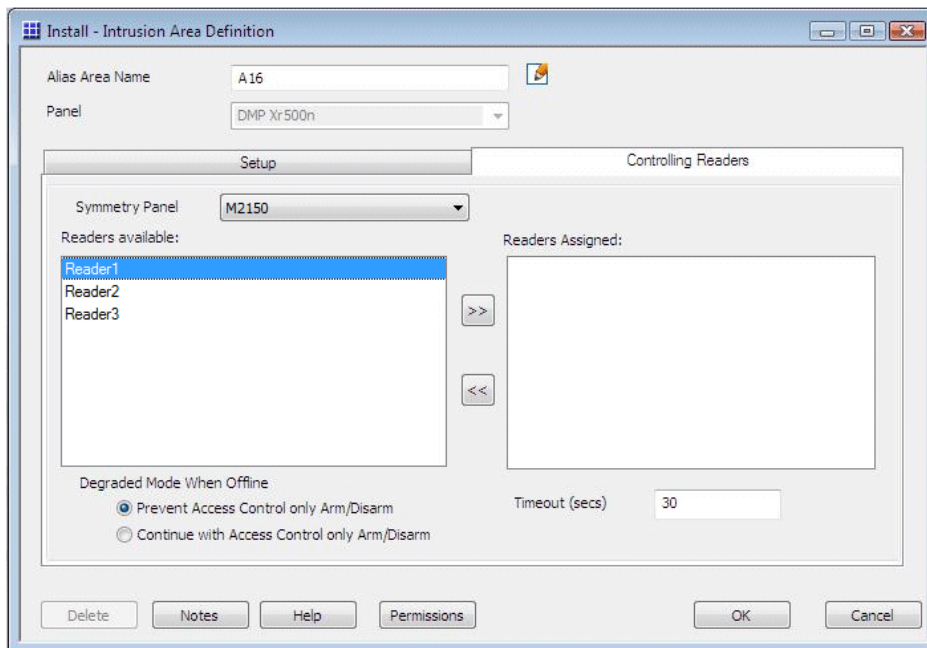 Install - Intrusion Area Definition
Alias Area Name
A16
Panel
DMP Xr500n
Setup
Controlling Readers
Symmetry Panel
M2150
Readers available:
Readers Assigned:
Reader1
Reader2
Reader3
>>
<<
Degraded Mode When Offline
Prevent Access Control only Arm/Disarm
Continue with Access Control only Arm/Disarm
Timeout (secs)
30
Delete
Notes
Help
Permissions
OK
Cancel